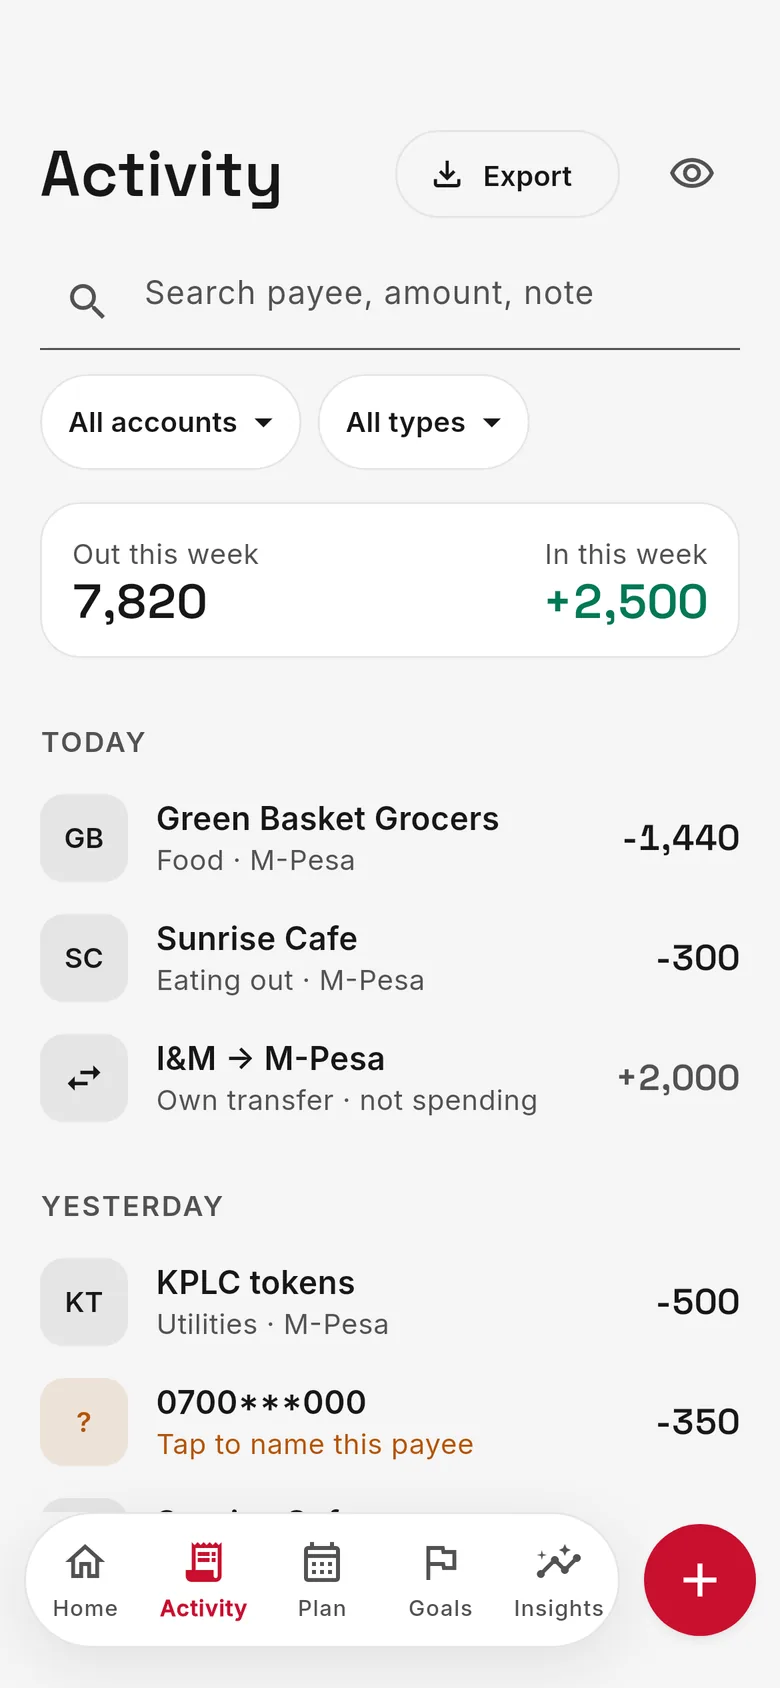 Activity
Export
Search payee, amount, note
All accounts
All types
Out this week
In this week
7,820
+2,500
TODAY
GB
Green Basket Grocers
-1,440
Food · M-Pesa
SC
Sunrise Cafe
-300
Eating out · M-Pesa
I&M → M-Pesa
+2,000
Own transfer · not spending
YESTERDAY
KT
KPLC tokens
-500
Utilities · M-Pesa
?
0700***000
-350
Tap to name this payee
Home
Activity
Plan
Goals
Insights